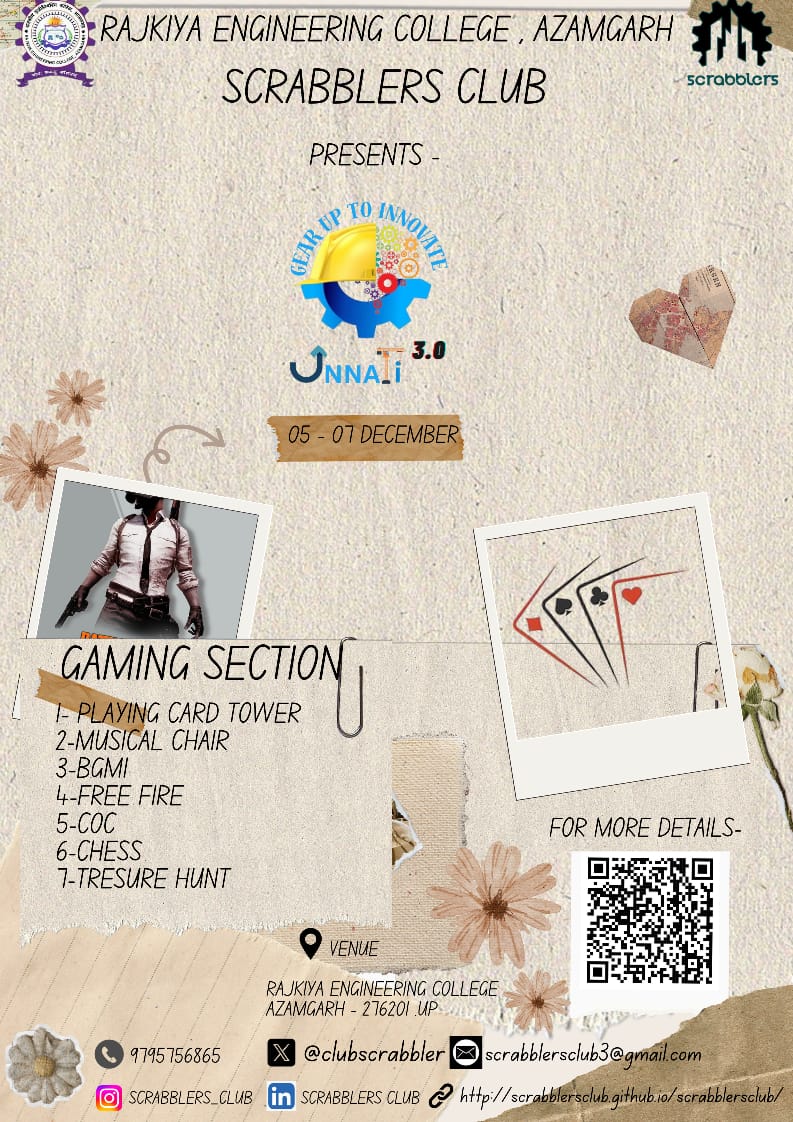 RAJKIYA ENGINEERING COLLEGE , AZAMGARH
scrabblers
SCRABBLERS CLUB
PRESENTS -
GEAR UP TO INNOVATE
UNNATi 3.0
05 - 07 DECEMBER
GAMING SECTION
1- PLAYING CARD TOWER
2-MUSICAL CHAIR
3-BGMI
4-FREE FIRE
5-COC
6-CHESS
7-TRESURE HUNT
FOR MORE DETAILS-
VENUE
RAJKIYA ENGINEERING COLLEGE
AZAMGARH - 276201 .UP
9795756865
@clubscrabbler
scrabblersclub3@gmail.com
SCRABBLERS_CLUB
SCRABBLERS CLUB
http://scrabblersclub.github.io/scrabblersclub/